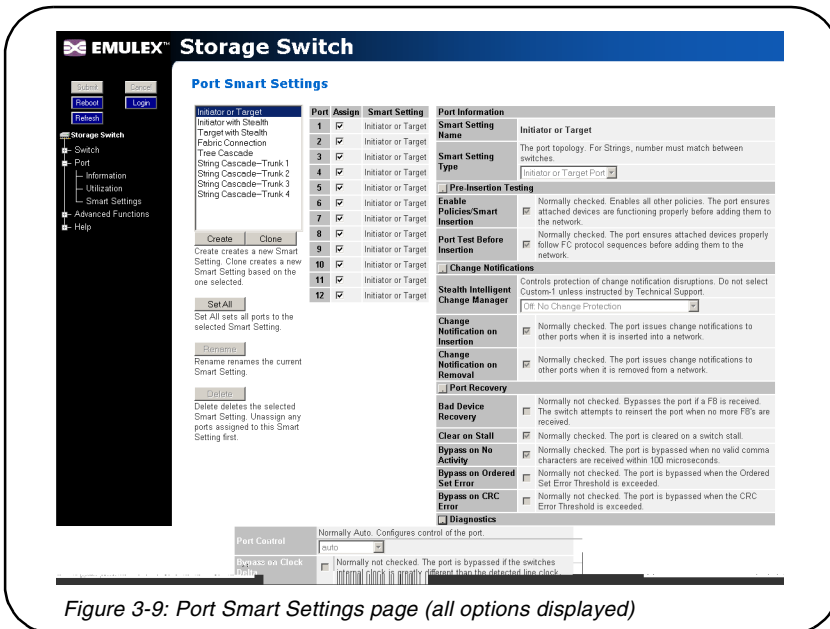 EMULEX™ Storage Switch
Submit Cancel
Reboot Login
Refresh
Storage Switch
Switch
Port
Information
Utilization
Smart Settings
Advanced Functions
Help
Port Smart Settings
Initiator or Target
Initiator with Stealth
Target with Stealth
Fabric Connection
Tree Cascade
String Cascade–Trunk 1
String Cascade–Trunk 2
String Cascade–Trunk 3
String Cascade–Trunk 4
Create Clone
Create creates a new Smart
Setting. Clone creates a new
Smart Setting based on the
one selected.
Set All
Set All sets all ports to the
selected Smart Setting.
Rename
Rename renames the current
Smart Setting.
Delete
Delete deletes the selected
Smart Setting. Unassign any
ports assigned to this Smart
Setting first.
Port Assign Smart Setting
1 Initiator or Target
2 Initiator or Target
3 Initiator or Target
4 Initiator or Target
5 Initiator or Target
6 Initiator or Target
7 Initiator or Target
8 Initiator or Target
9 Initiator or Target
10 Initiator or Target
11 Initiator or Target
12 Initiator or Target
Port Information
Smart Setting
Name
Initiator or Target
Smart Setting
Type
The port topology. For Strings, number must match between
switches.
Initiator or Target Port
Pre-Insertion Testing
Enable
Policies/Smart
Insertion
Normally checked. Enables all other policies. The port ensures
attached devices are functioning properly before adding them to
the network.
Port Test Before
Insertion
Normally checked. The port ensures attached devices properly
follow FC protocol sequences before adding them to the
network.
Change Notifications
Stealth Intelligent
Change Manager
Controls protection of change notification disruptions. Do not select
Custom-1 unless instructed by Technical Support.
Off: No Change Protection
Change
Notification on
Insertion
Normally checked. The port issues change notifications to
other ports when it is inserted into a network.
Change
Notification on
Removal
Normally checked. The port issues change notifications to
other ports when it is removed from a network.
Port Recovery
Bad Device
Recovery
Normally not checked. Bypasses the port if a F8 is received.
The switch attempts to reinsert the port when no more F8's are
received.
Clear on Stall
Normally checked. The port is cleared on a switch stall.
Bypass on No
Activity
Normally checked. The port is bypassed when no valid comma
characters are received within 100 microseconds.
Bypass on Ordered
Set Error
Normally not checked. The port is bypassed when the Ordered
Set Error Threshold is exceeded.
Bypass on CRC
Error
Normally not checked. The port is bypassed when the CRC
Error Threshold is exceeded.
Diagnostics
Port Control
Normally Auto. Configures control of the port.
auto
Bypass on Clock
Delta
Normally not checked. The port is bypassed if the switches
internal clock is greatly different than the detected line clock.
Figure 3-9: Port Smart Settings page (all options displayed)